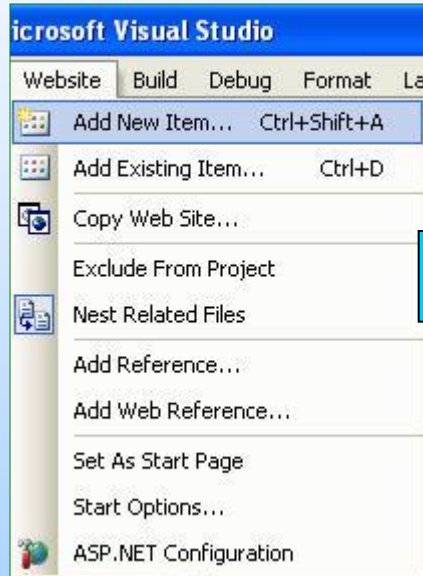 icrosoft Visual Studio
Website Build Debug Format La
Add New Item... Ctrl+Shift+A
Add Existing Item... Ctrl+D
Copy Web Site...
Exclude From Project
Nest Related Files
Add Reference...
Add Web Reference...
Set As Start Page
Start Options...
ASP.NET Configuration